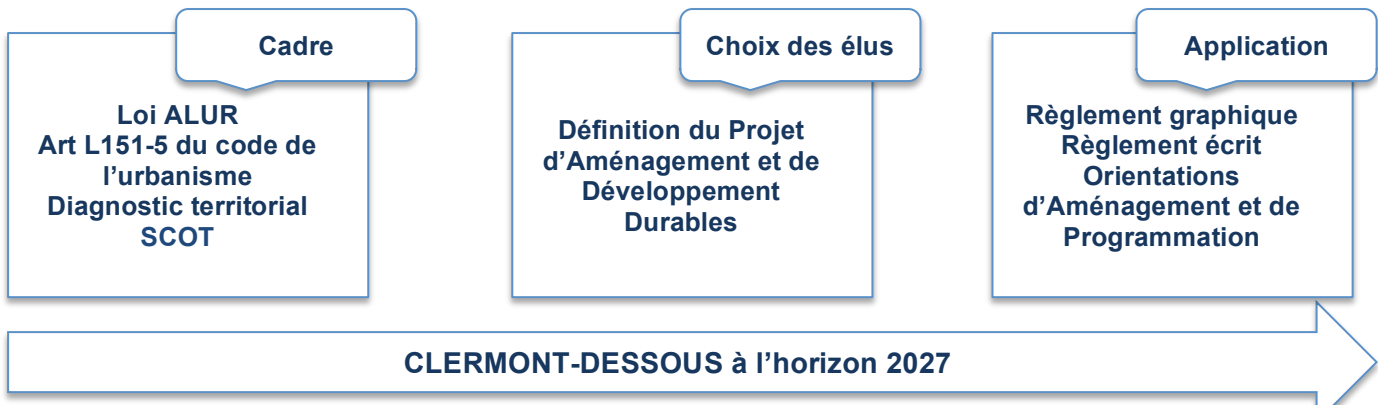 Cadre
Loi ALUR
Art L151-5 du code de
l’urbanisme
Diagnostic territorial
SCOT
Choix des élus
Définition du Projet
d’Aménagement et de
Développement
Durables
Application
Règlement graphique
Règlement écrit
Orientations
d’Aménagement et de
Programmation
CLERMONT-DESSOUS à l’horizon 2027